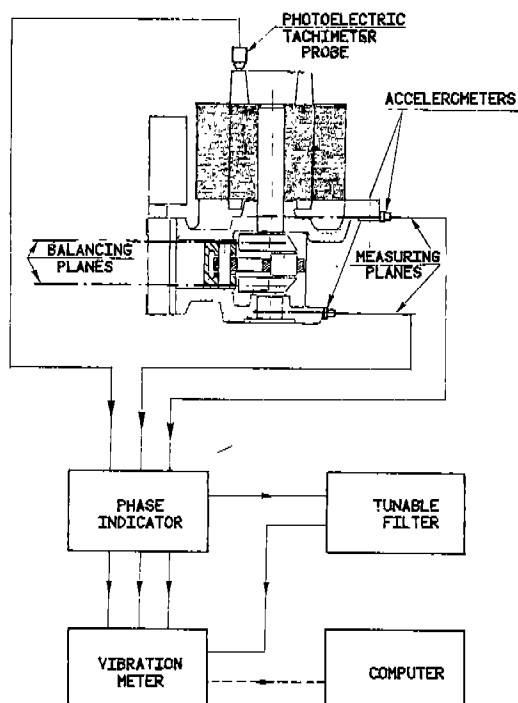 PHOTOELECTRIC
TACHIMETER
PROBE
ACCELEROMETERS
BALANCING
PLANES
MEASURING
PLANES
PHASE
INDICATOR
TUNABLE
FILTER
VIBRATION
METER
COMPUTER